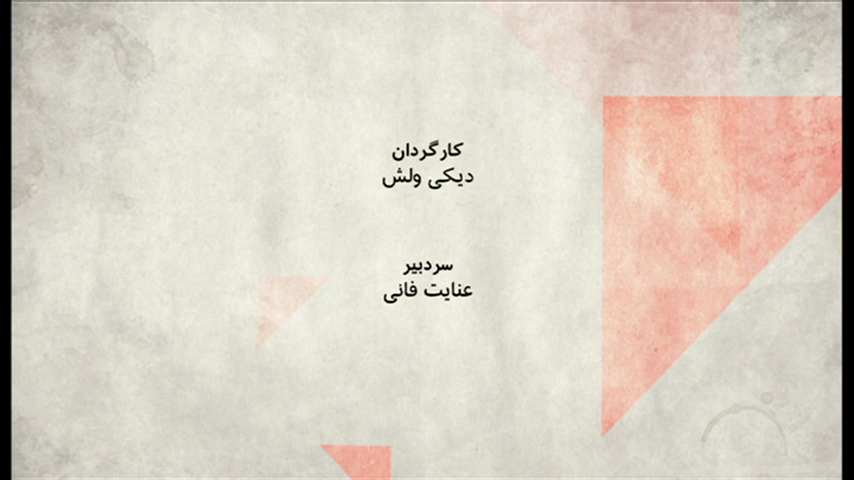 کارگردان
دیکی ولش
سردبیر
عنایت فانی